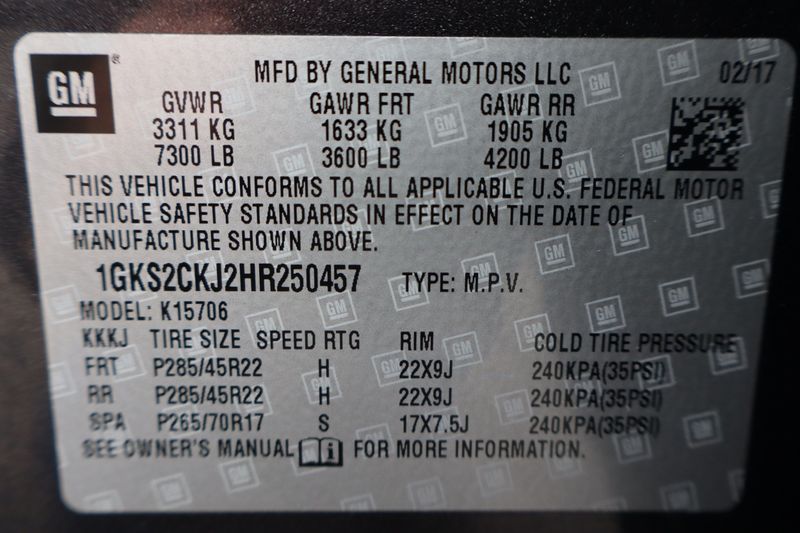 GM MFD BY GENERAL MOTORS LLC 02/17
GVWR GAWR FRT GAWR RR
3311 KG 1633 KG 1905 KG
7300 LB 3600 LB 4200 LB
THIS VEHICLE CONFORMS TO ALL APPLICABLE U.S. FEDERAL MOTOR
VEHICLE SAFETY STANDARDS IN EFFECT ON THE DATE OF
MANUFACTURE SHOWN ABOVE.
1GKS2CKJ2HR250457 TYPE: M.P.V.
MODEL: K15706
KKKJ TIRE SIZE SPEED RTG RIM COLD TIRE PRESSURE
FRT P285/45R22 H 22X9J 240KPA(35PSI)
RR P285/45R22 H 22X9J 240KPA(35PSI)
SPA P265/70R17 S 17X7.5J 240KPA(35PSI)
SEE OWNER'S MANUAL FOR MORE INFORMATION.